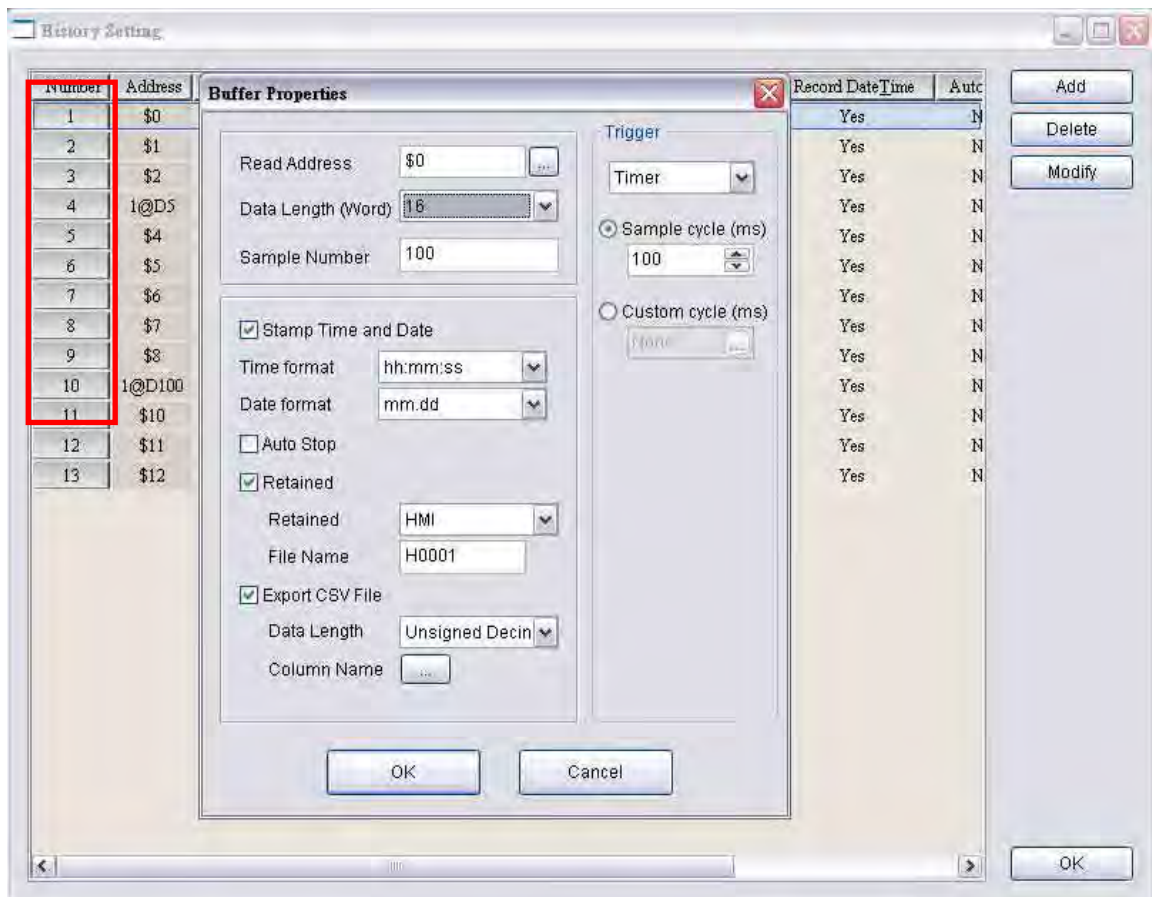 History Setting
Number Address Record DateTime Auto
1 $0 Yes N
2 $1 Yes N
3 $2 Yes N
4 1@D5 Yes N
5 $4 Yes N
6 $5 Yes N
7 $6 Yes N
8 $7 Yes N
9 $8 Yes N
10 1@D100 Yes N
11 $10 Yes N
12 $11 Yes N
13 $12 Yes N
Buffer Properties
Read Address $0 ...
Data Length (Word) 16
Sample Number 100
Stamp Time and Date
Time format hh:mm:ss
Date format mm.dd
Auto Stop
Retained
Retained HMI
File Name H0001
Export CSV File
Data Length Unsigned Decin
Column Name ...
Trigger
Timer
Sample cycle (ms)
100
Custom cycle (ms)
None ...
OK Cancel
Add
Delete
Modify
OK